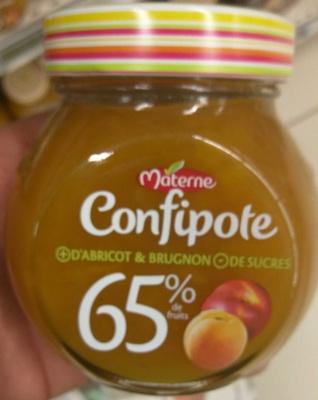 Materne
Confipote
+ D'ABRICOT & BRUGNON - DE SUCRES
65%
de
fruits